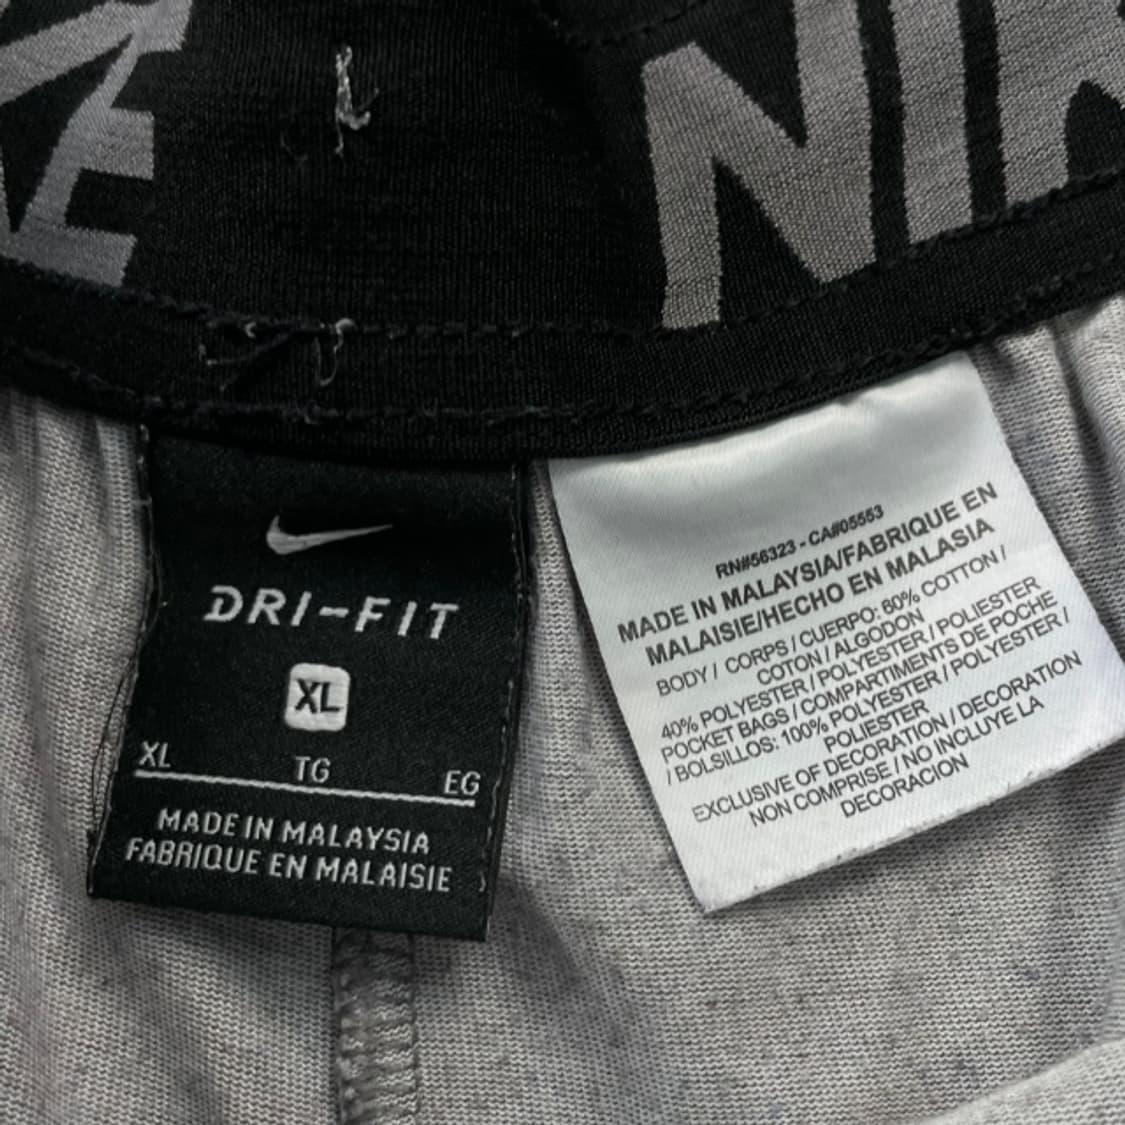 NIK
DRI-FIT
XL
XL TG EG
MADE IN MALAYSIA
FABRIQUE EN MALAISIE
RN#56323 - CA#05553
MADE IN MALAYSIA/FABRIQUE EN
MALAISIE/HECHO EN MALASIA
BODY / CORPS / CUERPO: 60% COTTON /
COTON / ALGODON
40% POLYESTER / POLYESTER / POLIESTER
POCKET BAGS / COMPARTIMENTS DE POCHE
/ BOLSILLOS: 100% POLYESTER / POLYESTER /
POLIESTER
EXCLUSIVE OF DECORATION / DECORATION
NON COMPRISE / NO INCLUYE LA
DECORACION